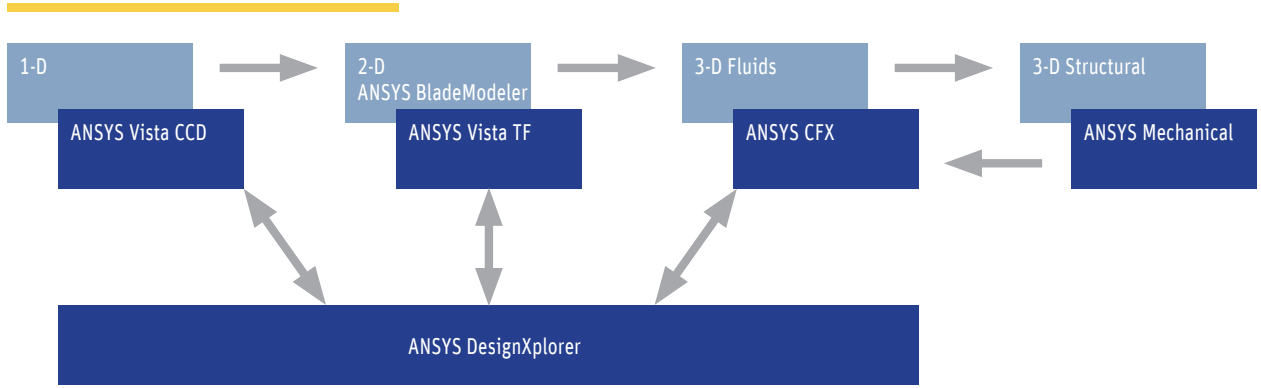 1-D
ANSYS Vista CCD
2-D
ANSYS BladeModeler
ANSYS Vista TF
3-D Fluids
ANSYS CFX
3-D Structural
ANSYS Mechanical
ANSYS DesignXplorer